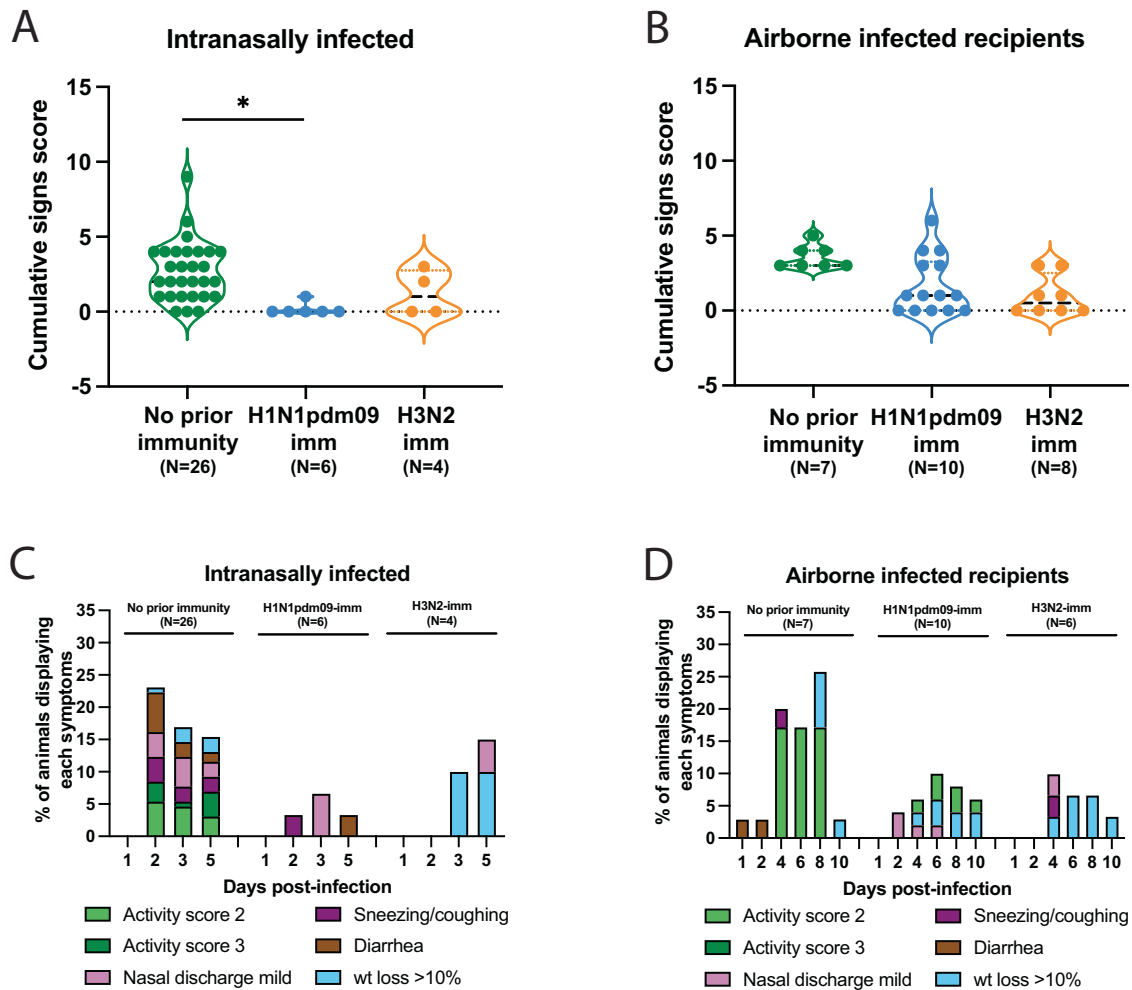 A
Intranasally infected
Cumulative signs score
15
10
5
0
-5
*
No prior immunity (N=26)
H1N1pdm09 imm (N=6)
H3N2 imm (N=4)
B
Airborne infected recipients
Cumulative signs score
15
10
5
0
-5
No prior immunity (N=7)
H1N1pdm09 imm (N=10)
H3N2 imm (N=8)
C
Intranasally infected
% of animals displaying
each symptoms
35
30
25
20
15
10
5
0
No prior immunity
(N=26)
H1N1pdm09-imm
(N=6)
H3N2-imm
(N=4)
1 2 3 5 1 2 3 5 1 2 3 5
Days post-infection
Activity score 2
Activity score 3
Nasal discharge mild
Sneezing/coughing
Diarrhea
wt loss >10%
D
Airborne infected recipients
% of animals displaying
each symptoms
35
30
25
20
15
10
5
0
No prior immunity
(N=7)
H1N1pdm09-imm
(N=10)
H3N2-imm
(N=6)
1 2 4 6 8 10 1 2 4 6 8 10 1 2 4 6 8 10
Days post-infection
Activity score 2
Activity score 3
Nasal discharge mild
Sneezing/coughing
Diarrhea
wt loss >10%